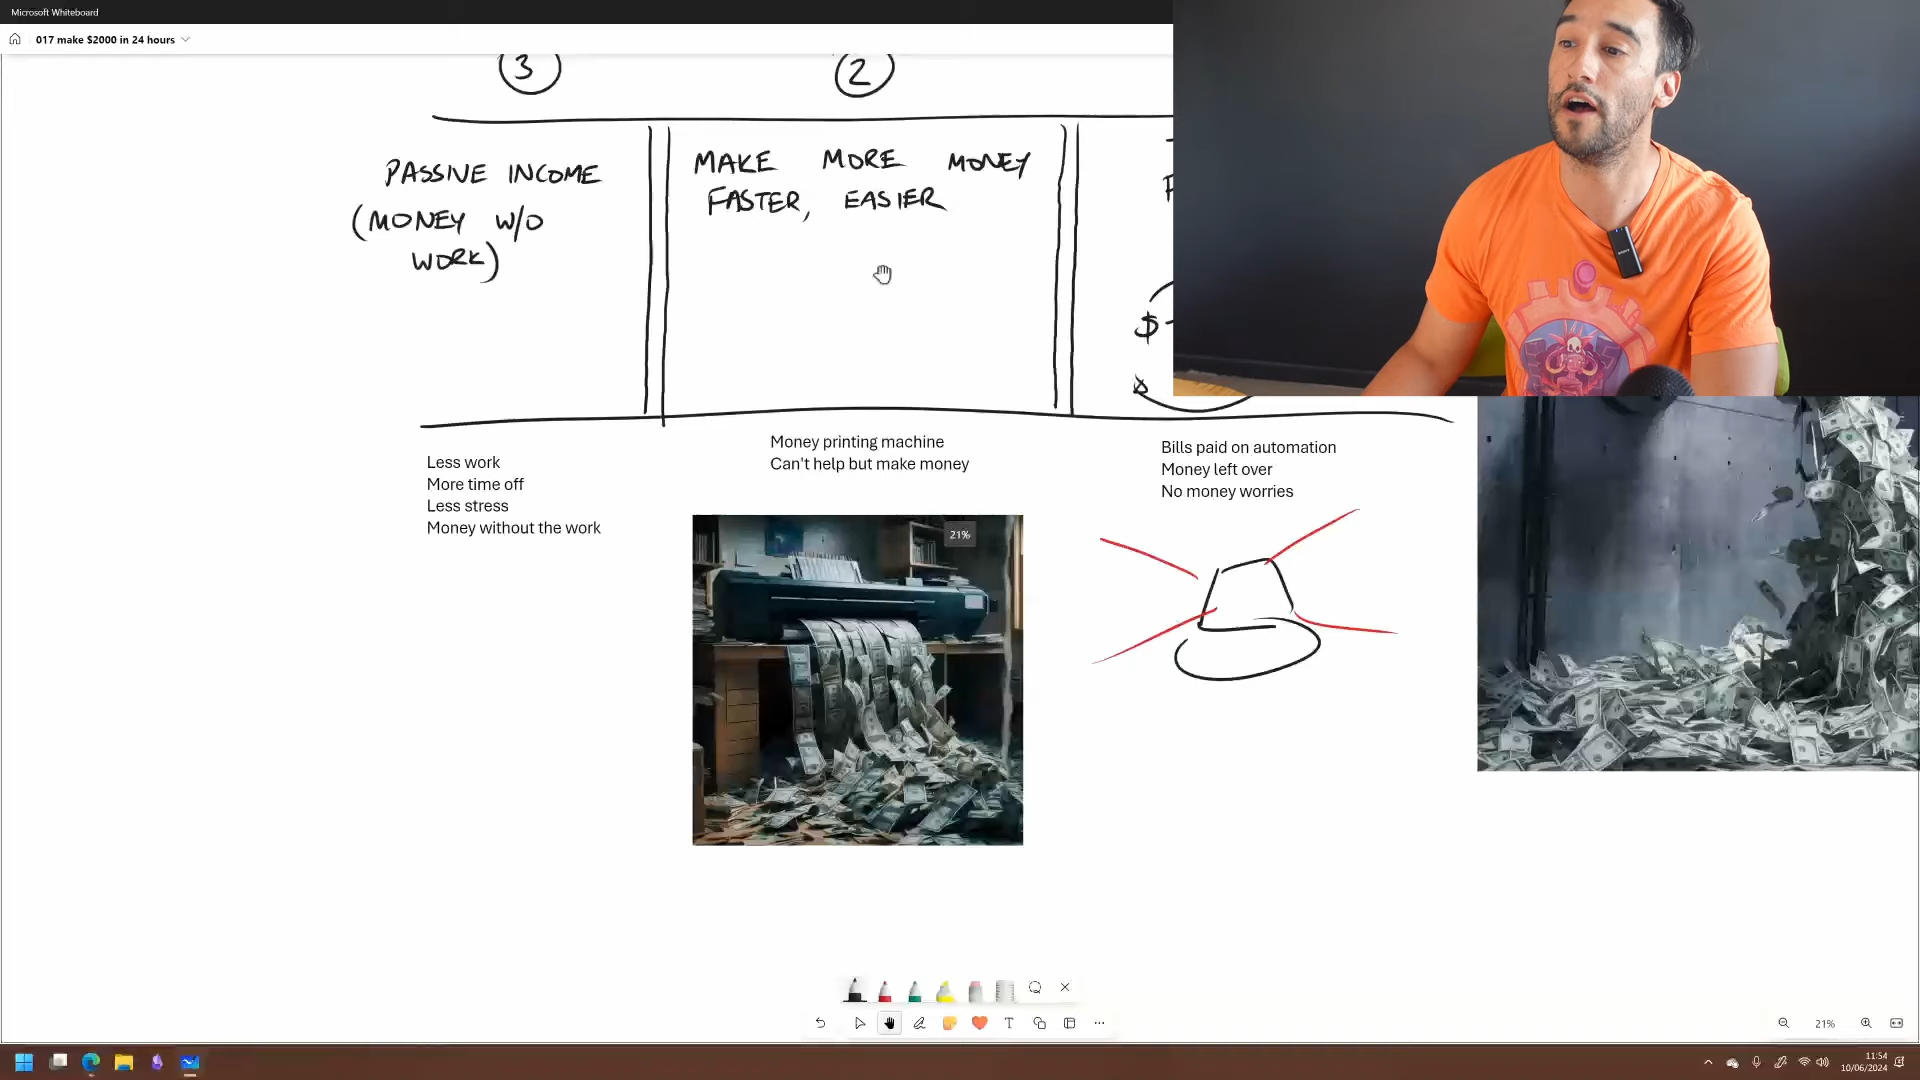 Microsoft Whiteboard
017 make $2000 in 24 hours
3
2
PASSIVE INCOME
(MONEY W/O
WORK)
MAKE MORE MONEY
FASTER, EASIER
$
Less work
More time off
Less stress
Money without the work
Money printing machine
Can't help but make money
Bills paid on automation
Money left over
No money worries
21%
SONY
T
21%
11:54
10/06/2024